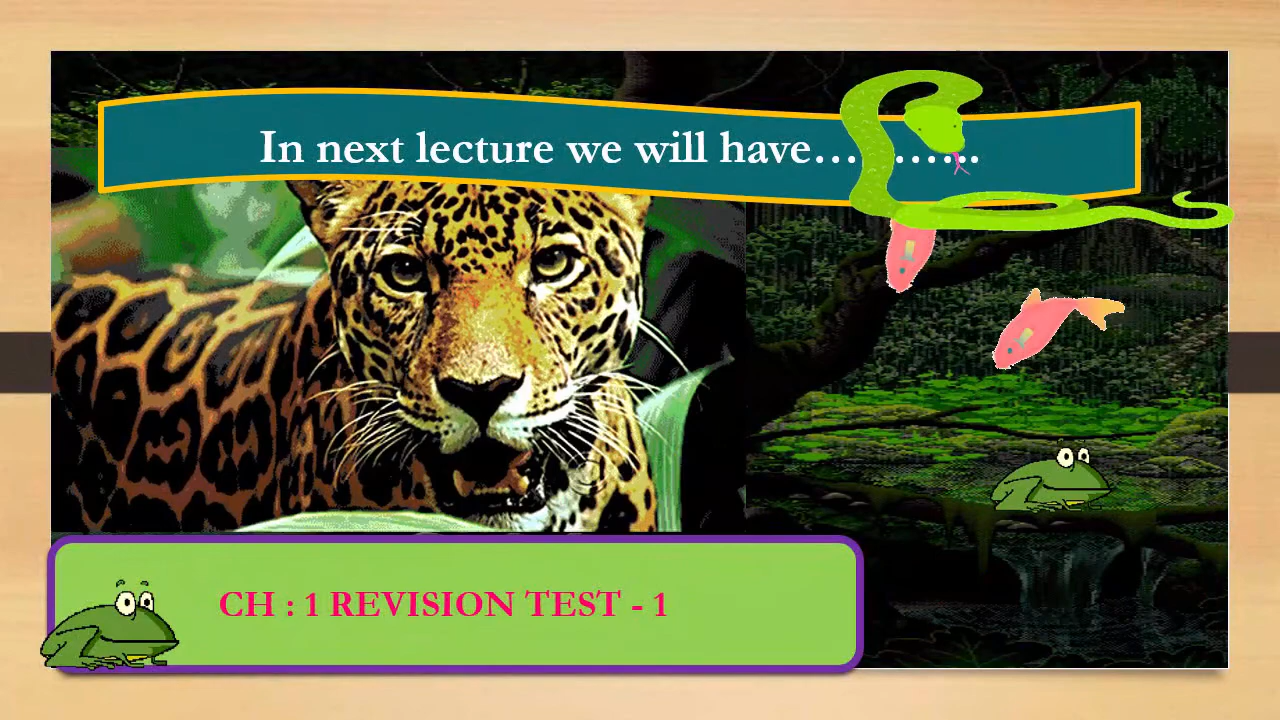 In next lecture we will have…………
CH : 1 REVISION TEST - 1